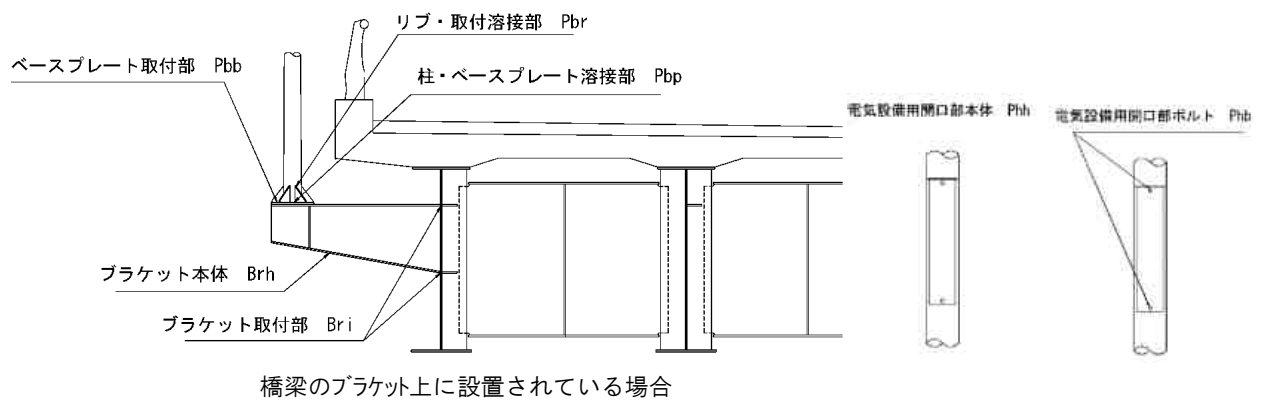 リブ・取付溶接部 Pbr
ベースプレート取付部 Pbb
柱・ベースプレート溶接部 Pbp
電気設備用開口部本体 Phh
電気設備用開口部ボルト Phb
ブラケット本体 Brh
ブラケット取付部 Bri
橋梁のブラケット上に設置されている場合